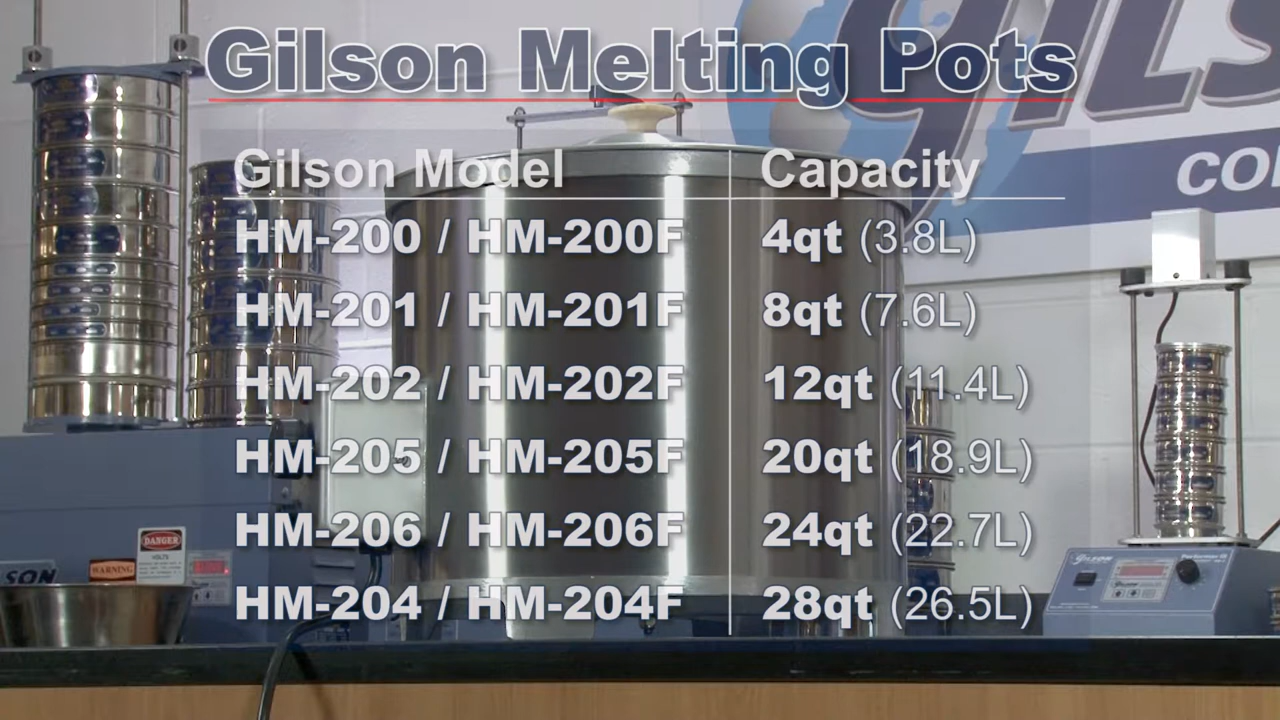 Gilson Melting Pots
Gilson Model Capacity
HM-200 / HM-200F 4qt (3.8L)
HM-201 / HM-201F 8qt (7.6L)
HM-202 / HM-202F 12qt (11.4L)
HM-205 / HM-205F 20qt (18.9L)
HM-206 / HM-206F 24qt (22.7L)
HM-204 / HM-204F 28qt (26.5L)
DANGER
WARNING